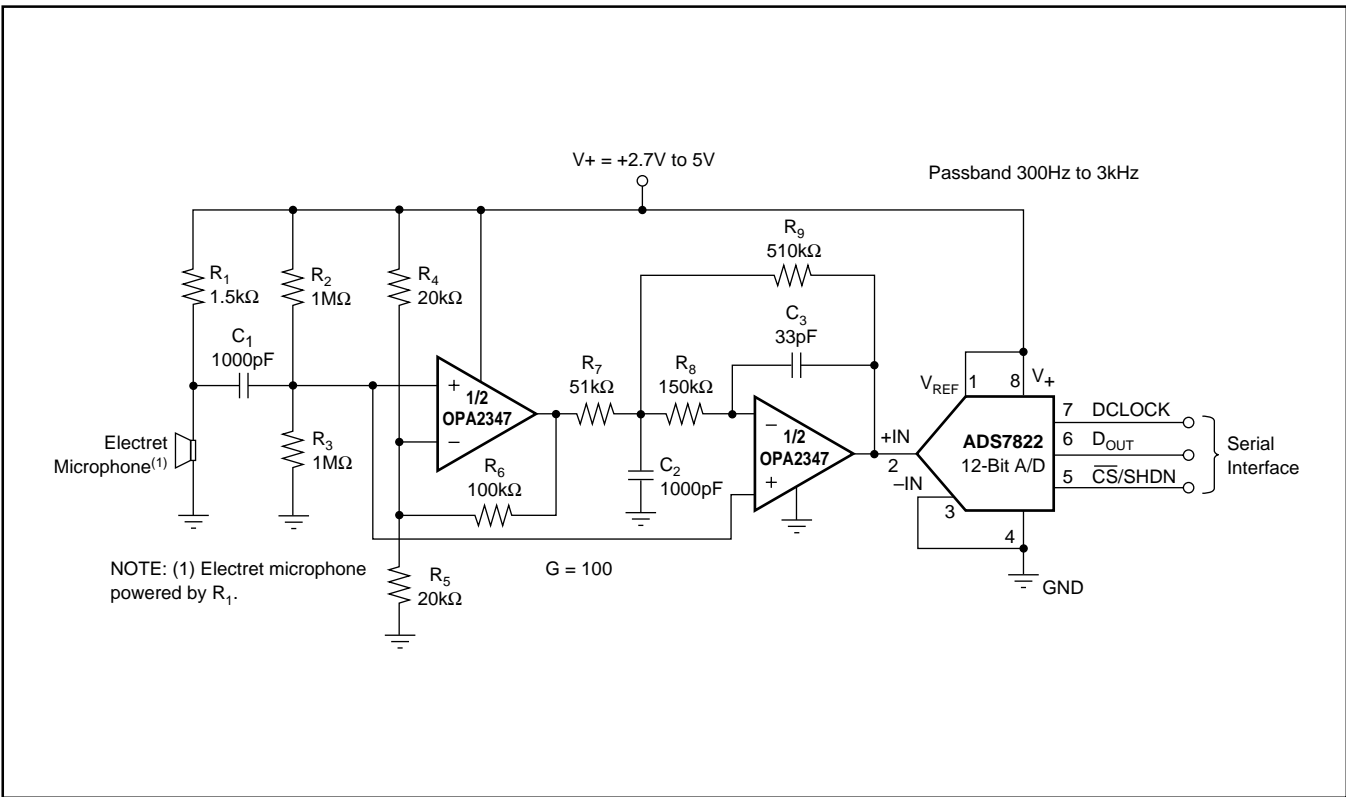 V+ = +2.7V to 5V
Passband 300Hz to 3kHz
R1
1.5kΩ
R2
1MΩ
R4
20kΩ
R9
510kΩ
C3
33pF
C1
1000pF
R7
51kΩ
R8
150kΩ
+
1/2
OPA2347
−
−
1/2
OPA2347
+
VREF
1
8
V+
7 DCLOCK
ADS7822
12-Bit A/D
+IN
2
−IN
3
6 DOUT
5 C̅S̅/SHDN
4
Serial
Interface
Electret
Microphone(1)
R3
1MΩ
R6
100kΩ
C2
1000pF
NOTE: (1) Electret microphone
powered by R1.
R5
20kΩ
G = 100
GND